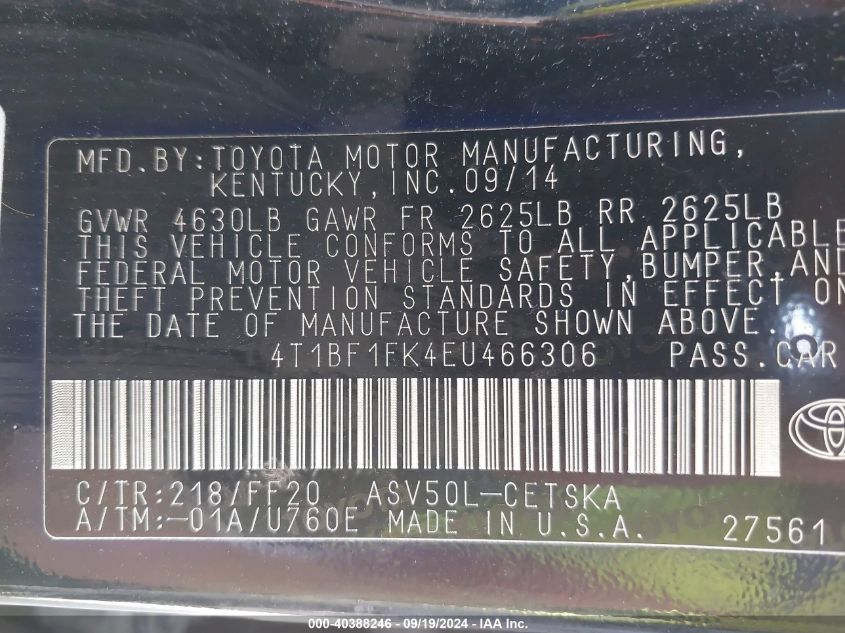 MFD. BY: TOYOTA MOTOR MANUFACTURING,
KENTUCKY, INC. 09/14
GVWR 4630LB GAWR FR 2625LB RR 2625LB
THIS VEHICLE CONFORMS TO ALL APPLICABLE
FEDERAL MOTOR VEHICLE SAFETY, BUMPER, AND
THEFT PREVENTION STANDARDS IN EFFECT ON
THE DATE OF MANUFACTURE SHOWN ABOVE.
4T1BF1FK4EU466306 PASS. CAR
C/TR: 218/FF20 ASV50L-CETSKA
A/TM: -01A/U760E MADE IN U.S.A. 27561
000-40388246 - 09/19/2024 - IAA Inc.